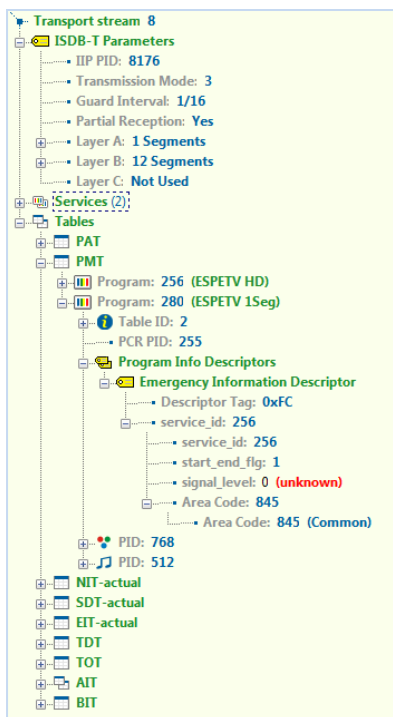 Transport stream 8
ISDB-T Parameters
IIP PID: 8176
Transmission Mode: 3
Guard Interval: 1/16
Partial Reception: Yes
Layer A: 1 Segments
Layer B: 12 Segments
Layer C: Not Used
Services (2)
Tables
PAT
PMT
Program: 256 (ESPETV HD)
Program: 280 (ESPETV 1Seg)
Table ID: 2
PCR PID: 255
Program Info Descriptors
Emergency Information Descriptor
Descriptor Tag: 0xFC
service_id: 256
service_id: 256
start_end_flg: 1
signal_level: 0 (unknown)
Area Code: 845
Area Code: 845 (Common)
PID: 768
PID: 512
NIT-actual
SDT-actual
EIT-actual
TDT
TOT
AIT
BIT